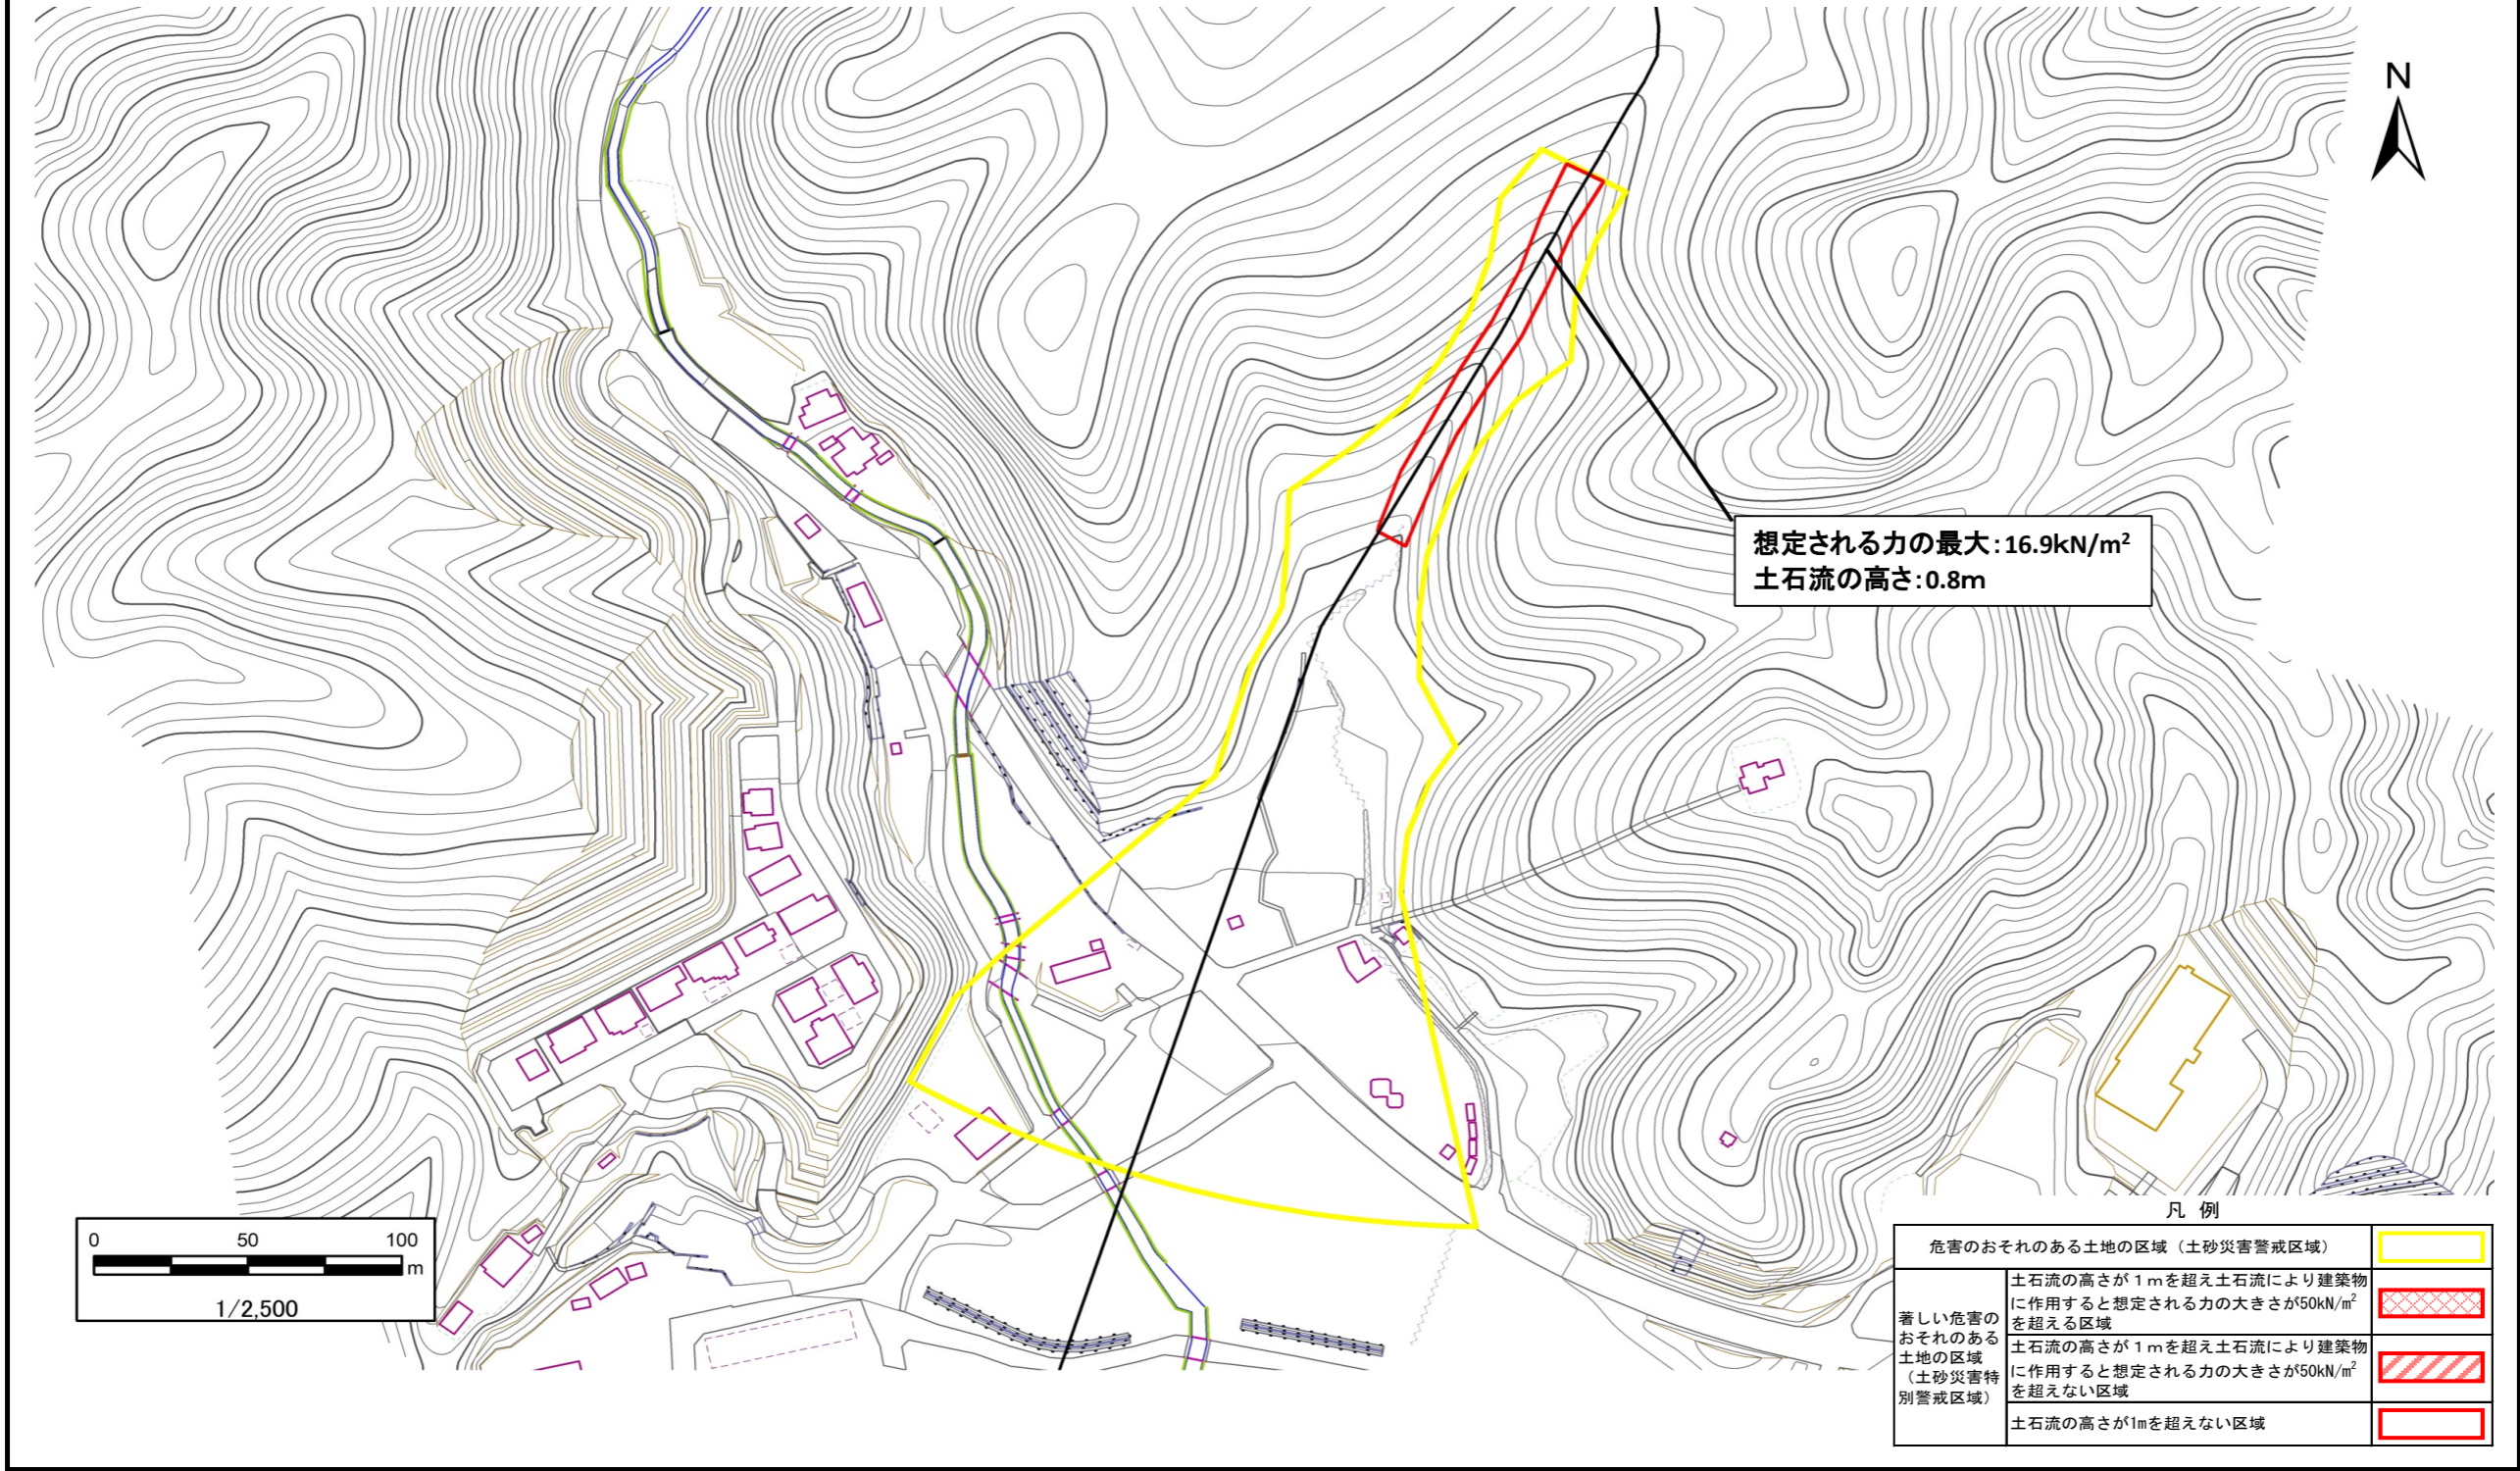 N
想定される力の最大：16.9kN/m²
土石流の高さ：0.8m
0 50 100
m
1/2,500
凡 例
危害のおそれのある土地の区域（土砂災害警戒区域）
著しい危害の
おそれのある
土地の区域
（土砂災害特
別警戒区域）
土石流の高さが１ｍを超え土石流により建築物
に作用すると想定される力の大きさが50kN/㎡
を超える区域
土石流の高さが１ｍを超え土石流により建築物
に作用すると想定される力の大きさが50kN/㎡
を超えない区域
土石流の高さが1mを超えない区域